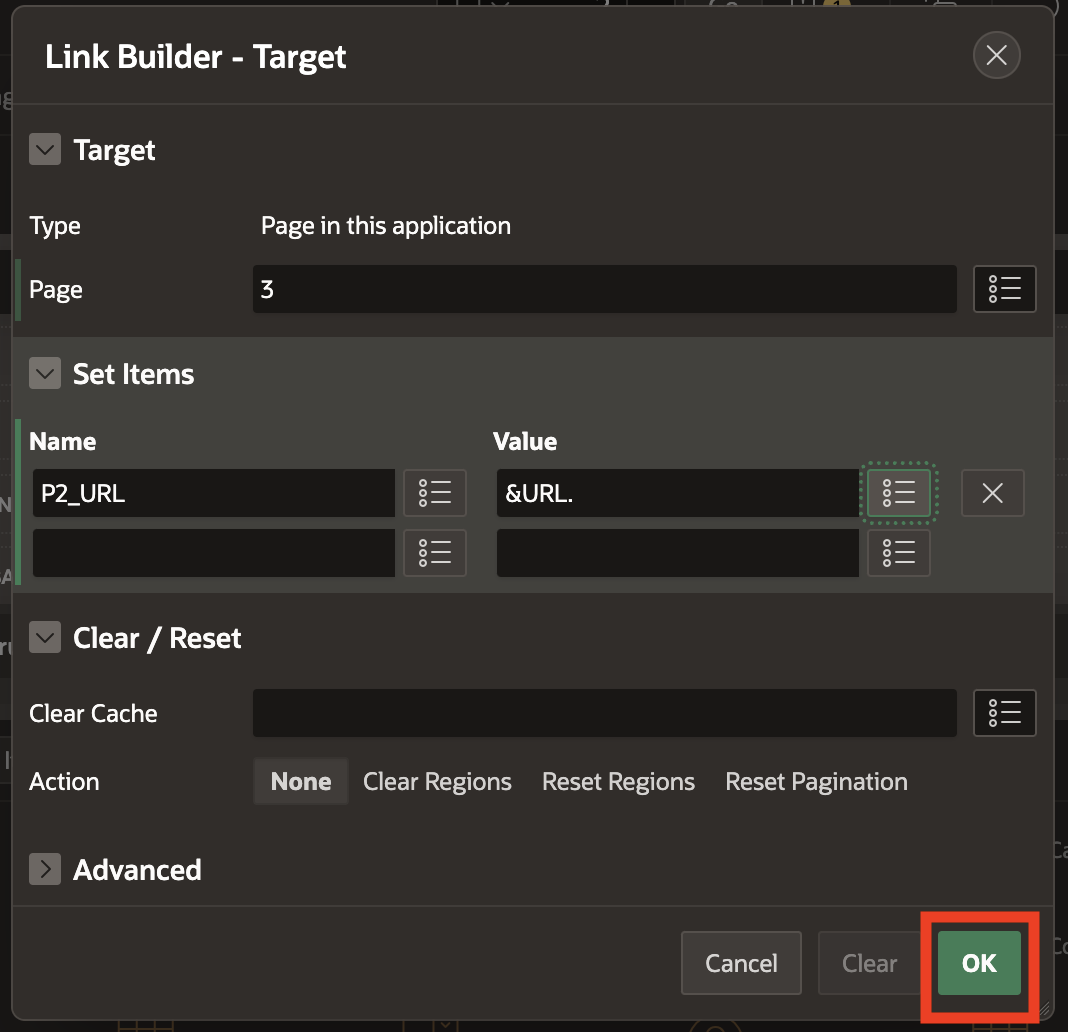 Link Builder - Target
Target
Type Page in this application
Page 3
Set Items
Name Value
P2_URL &URL.
Clear / Reset
Clear Cache
Action None Clear Regions Reset Regions Reset Pagination
Advanced
Cancel Clear OK